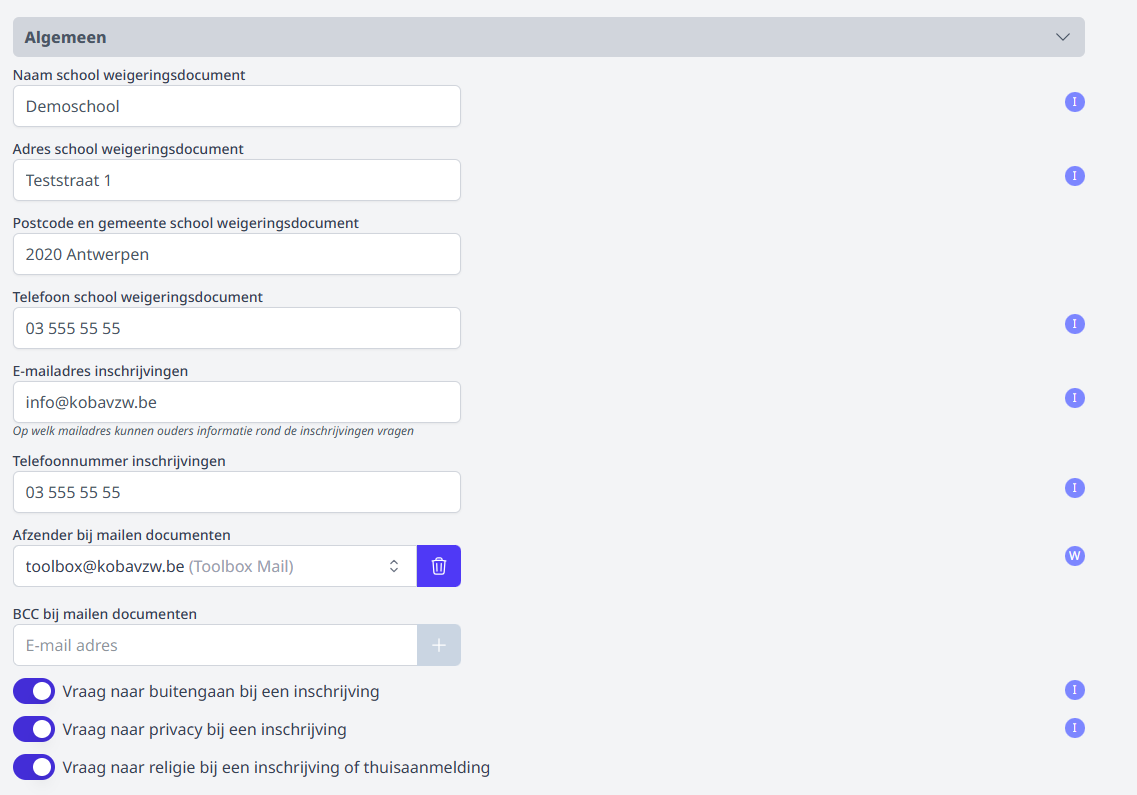 Algemeen
Naam school weigeringsdocument
Demoschool
I
Adres school weigeringsdocument
Teststraat 1
I
Postcode en gemeente school weigeringsdocument
2020 Antwerpen
Telefoon school weigeringsdocument
03 555 55 55
I
E-mailadres inschrijvingen
info@kobavzw.be
I
Op welk mailadres kunnen ouders informatie rond de inschrijvingen vragen
Telefoonnummer inschrijvingen
03 555 55 55
I
Afzender bij mailen documenten
toolbox@kobavzw.be (Toolbox Mail)
W
BCC bij mailen documenten
E-mail adres
Vraag naar buitengaan bij een inschrijving
I
Vraag naar privacy bij een inschrijving
I
Vraag naar religie bij een inschrijving of thuisaanmelding